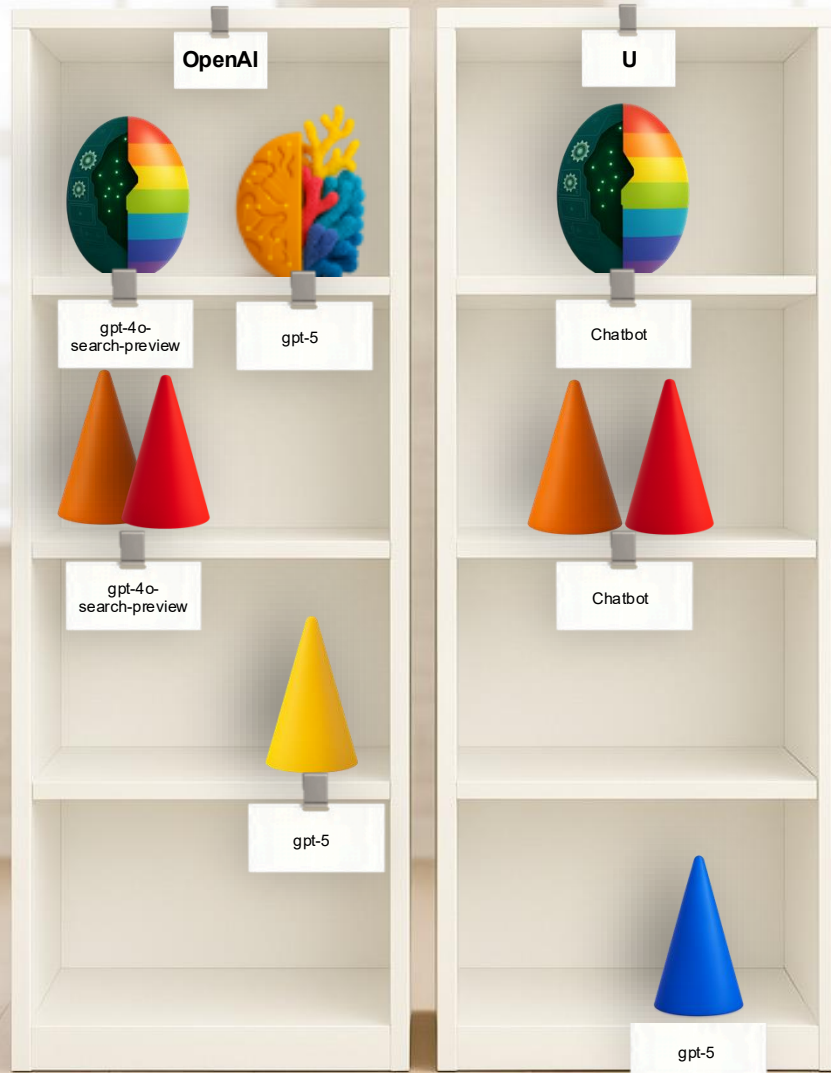 OpenAI
U
gpt-4o-
search-preview
gpt-5
Chatbot
gpt-4o-
search-preview
Chatbot
gpt-5
gpt-5